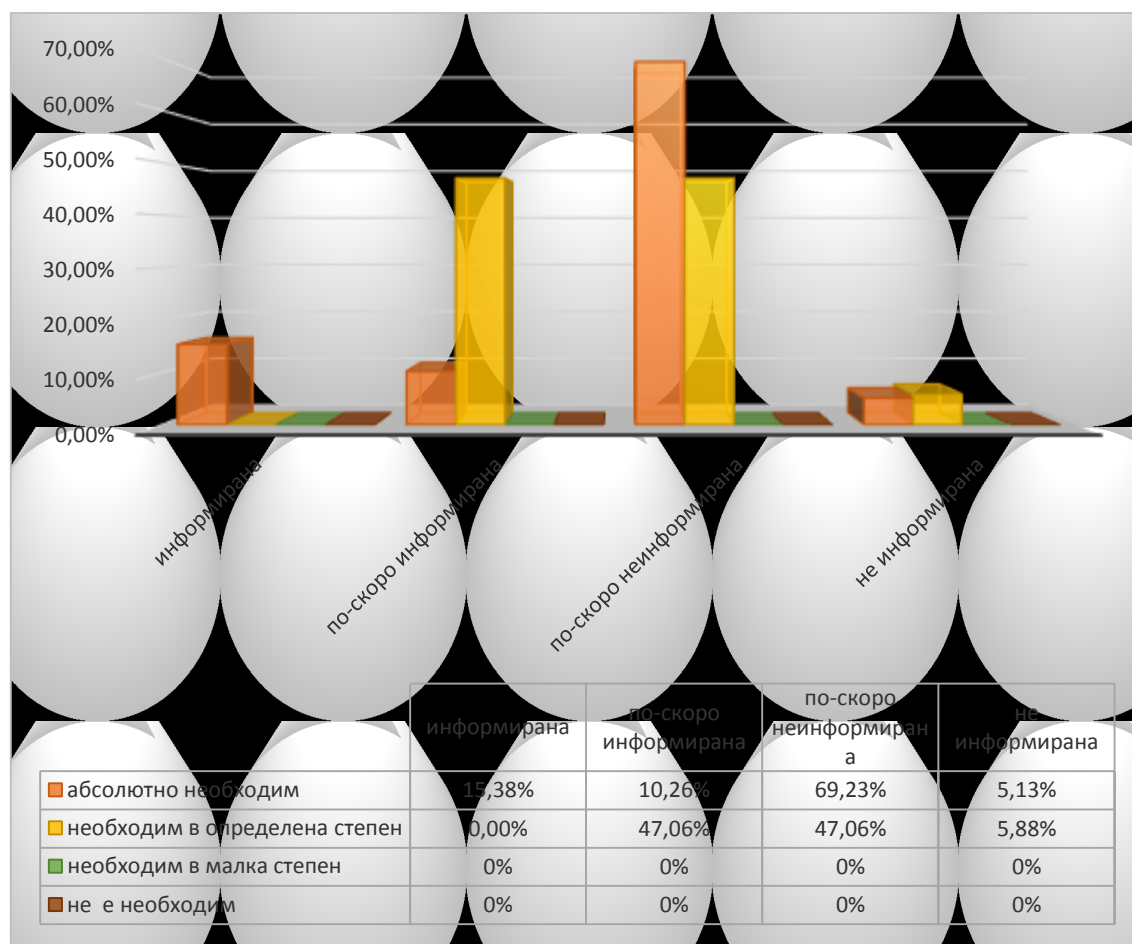 70,00%
60,00%
50,00%
40,00%
30,00%
20,00%
10,00%
0,00%
информирана
по-скоро информирана
по-скоро неинформирана
не информирана
информирана
по-скоро
информирана
по-скоро
неинформиран
а
не
информирана
абсолютно необходим 15,38% 10,26% 69,23% 5,13%
необходим в определена степен 0,00% 47,06% 47,06% 5,88%
необходим в малка степен 0% 0% 0% 0%
не е необходим 0% 0% 0% 0%